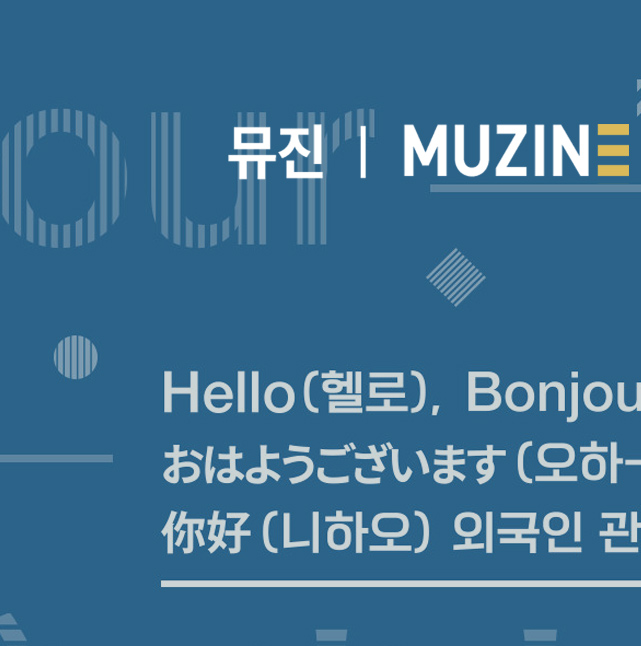 our
뮤진 | MUZINE
Hello(헬로), Bonjou
おはようございます (오하
你好 (니하오) 외국인 관